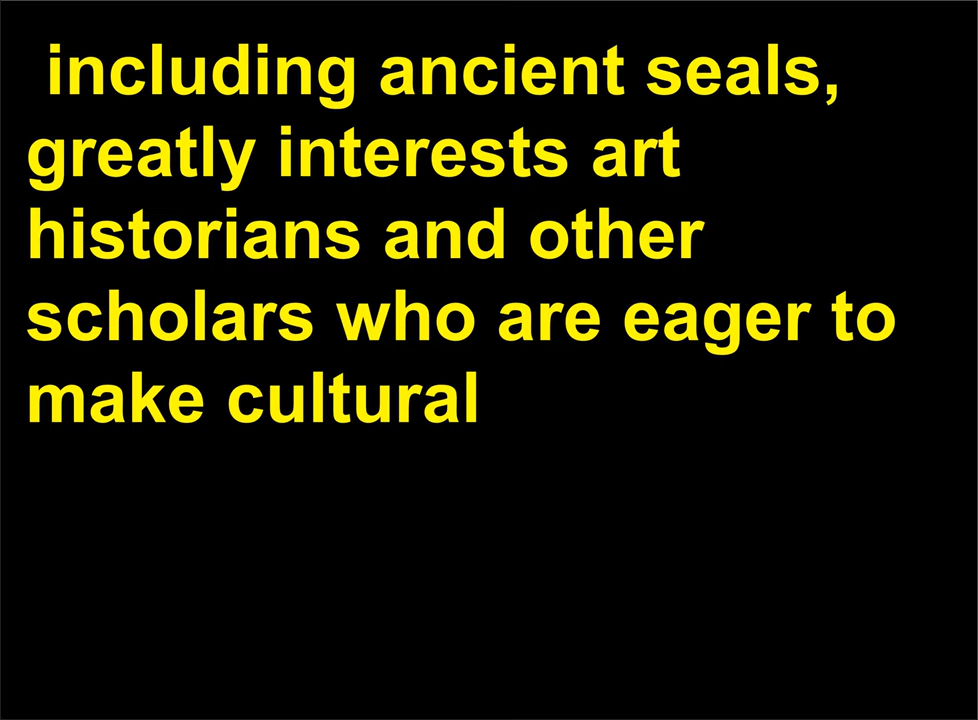 including ancient seals,
greatly interests art
historians and other
scholars who are eager to
make cultural